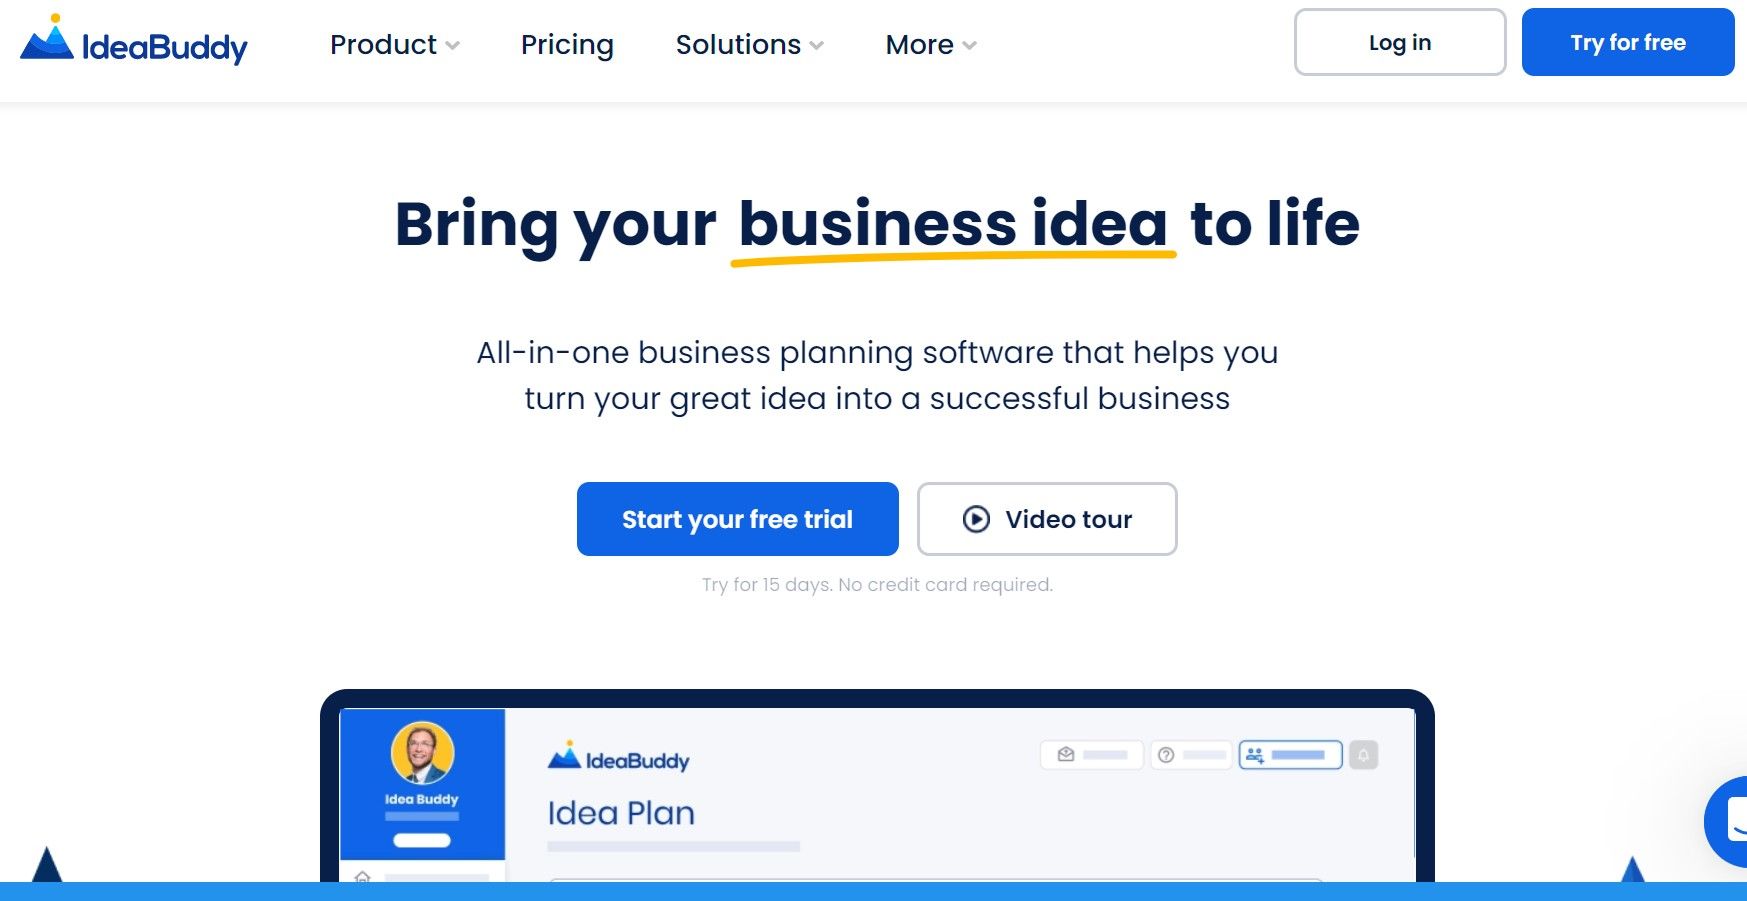 IdeaBuddy
Product
Pricing
Solutions
More
Log in
Try for free
Bring your business idea to life
All-in-one business planning software that helps you
turn your great idea into a successful business
Start your free trial
Video tour
Try for 15 days. No credit card required.
Idea Buddy
IdeaBuddy
Idea Plan